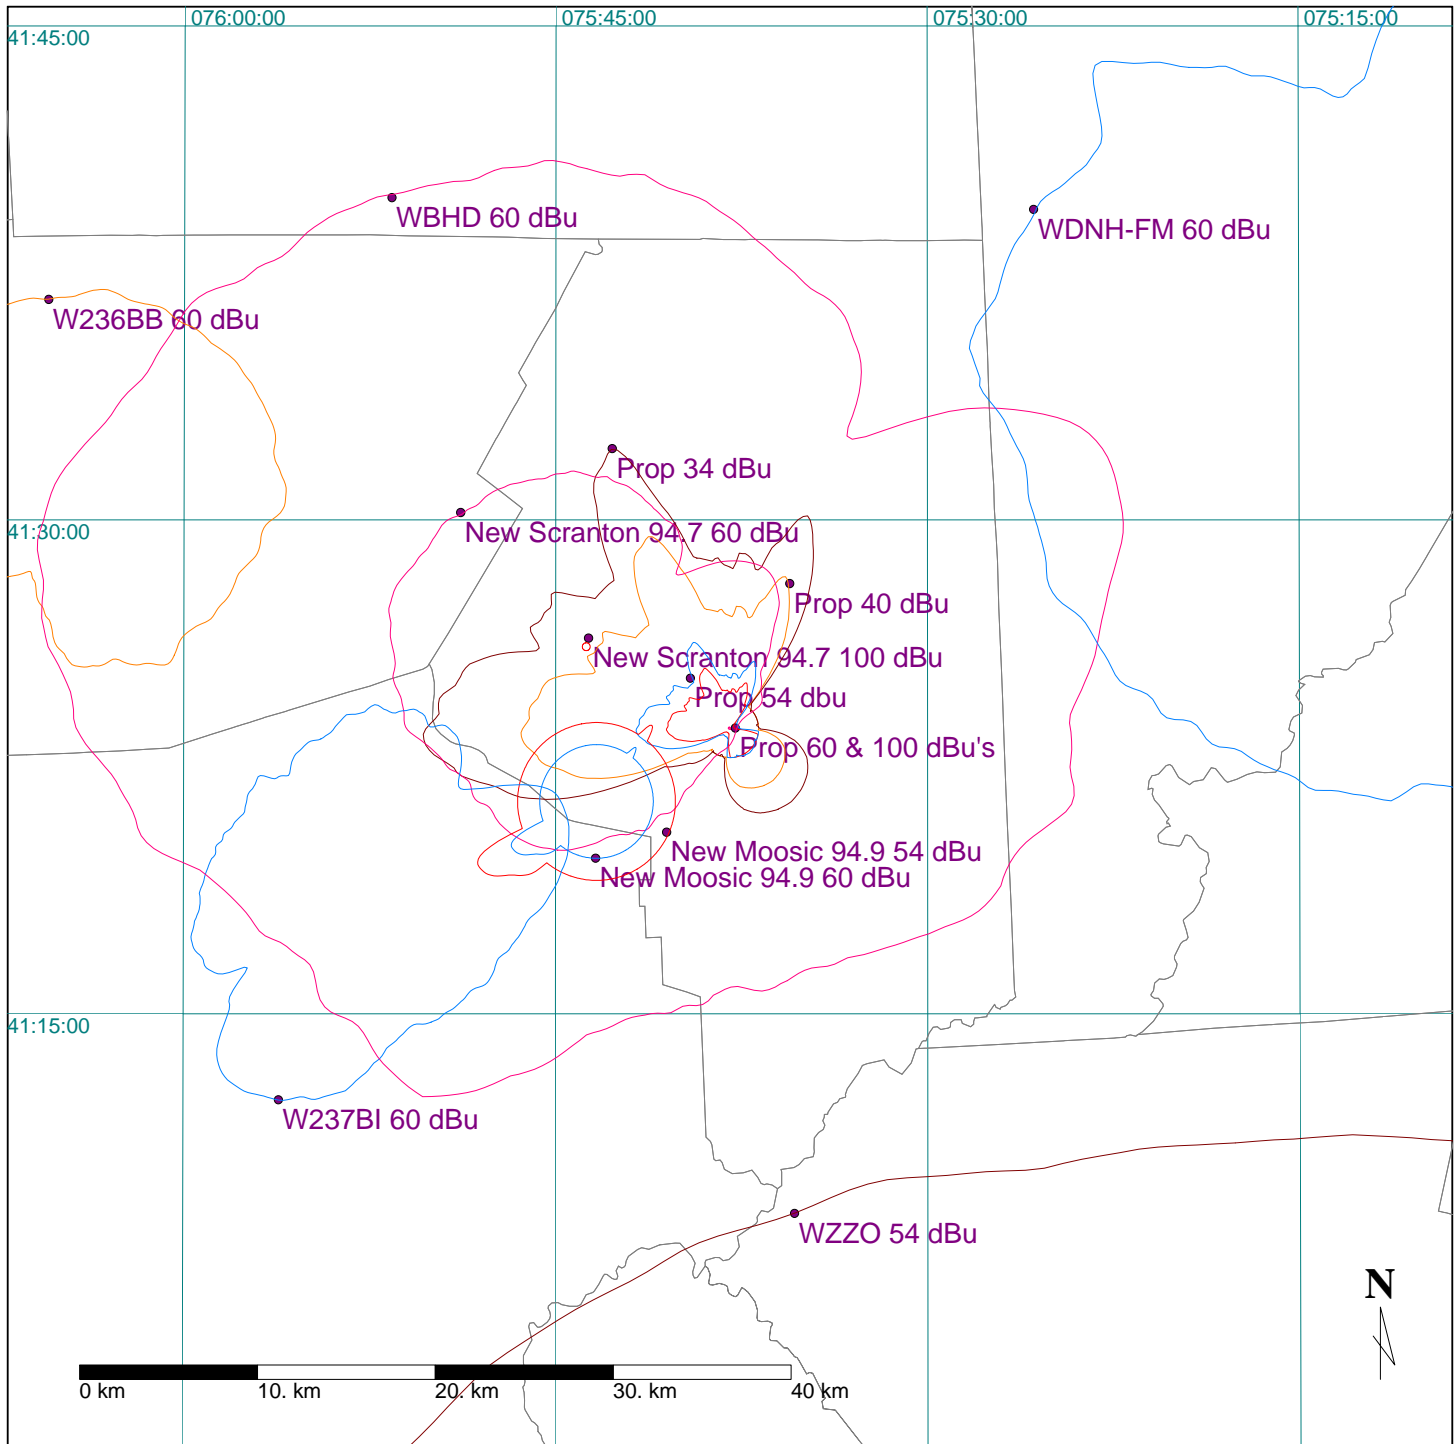 076:00:00
075:45:00
075:30:00
075:15:00
41:45:00
WBHD 60 dBu
WDNH-FM 60 dBu
W236BB 60 dBu
Prop 34 dBu
41:30:00
New Scranton 94.7 60 dBu
Prop 40 dBu
New Scranton 94.7 100 dBu
Prop 54 dbu
Prop 60 & 100 dBu's
New Moosic 94.9 54 dBu
New Moosic 94.9 60 dBu
41:15:00
W237BI 60 dBu
WZZO 54 dBu
N
0 km
10. km
20. km
30. km
40 km